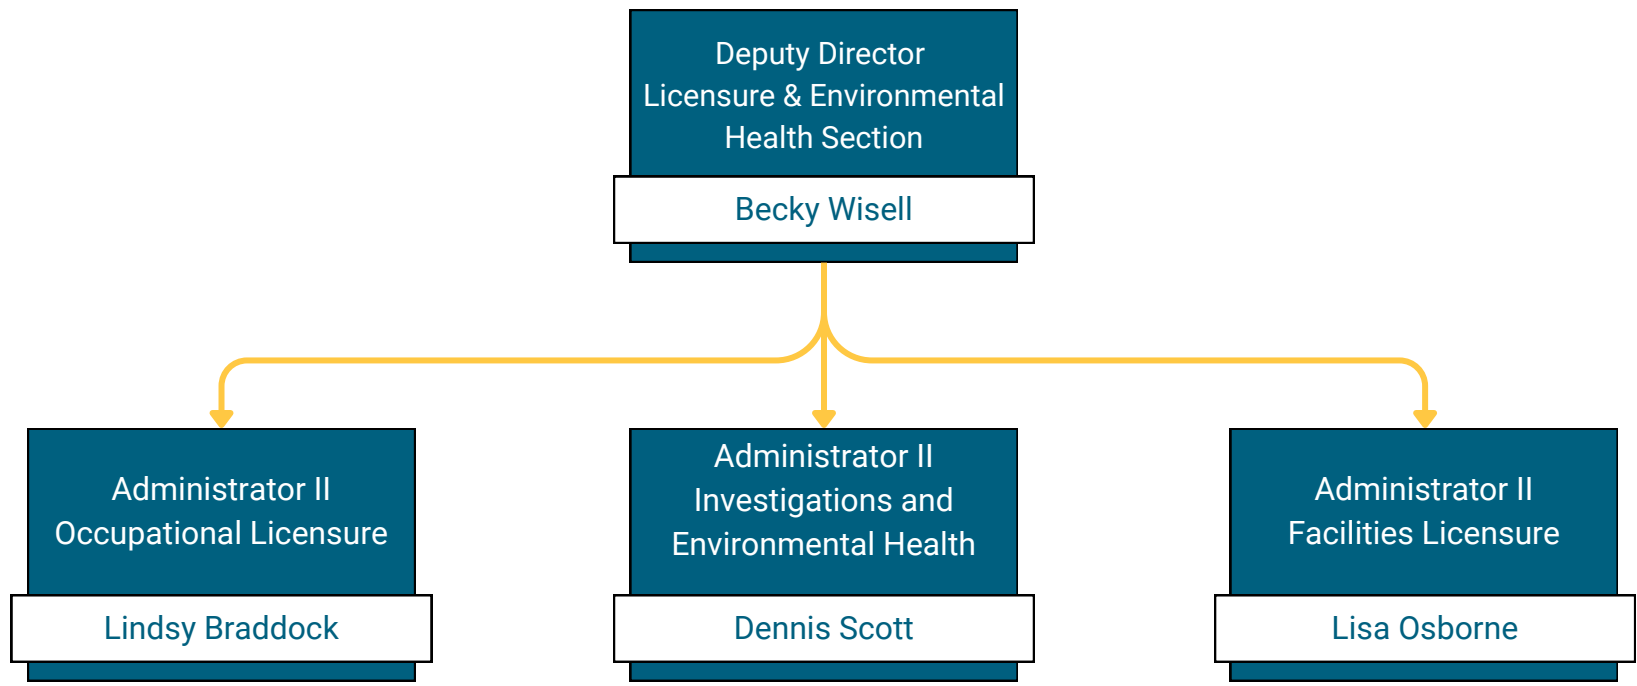 Deputy Director
Licensure & Environmental
Health Section
Becky Wisell
Administrator II
Occupational Licensure
Lindsy Braddock
Administrator II
Investigations and
Environmental Health
Dennis Scott
Administrator II
Facilities Licensure
Lisa Osborne